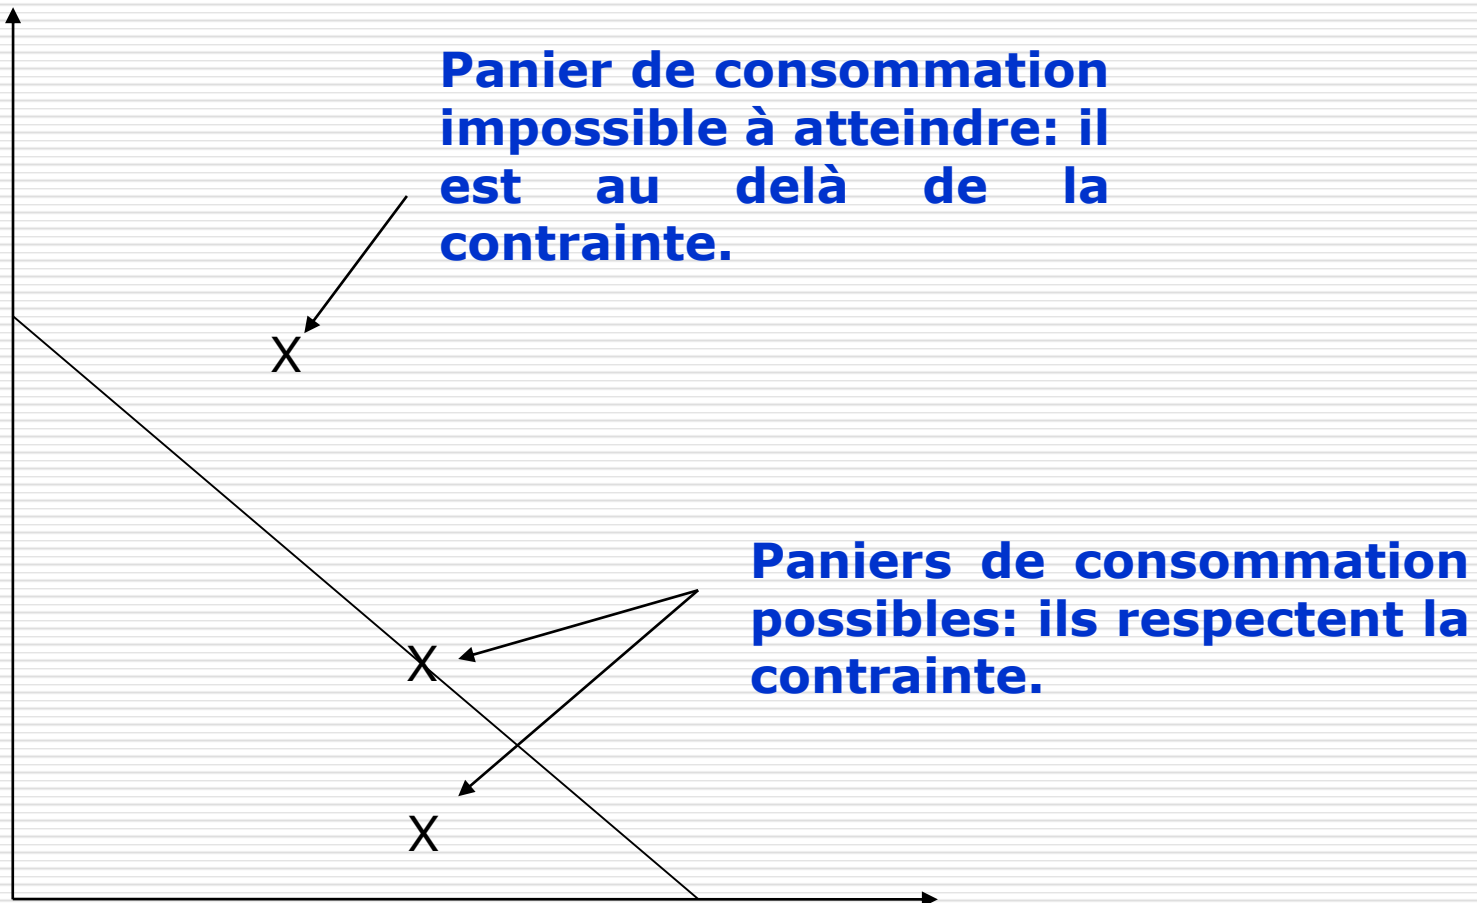 Panier de consommation
impossible à atteindre: il
est au delà de la
contrainte.
X
Paniers de consommation
possibles: ils respectent la
contrainte.
X
X